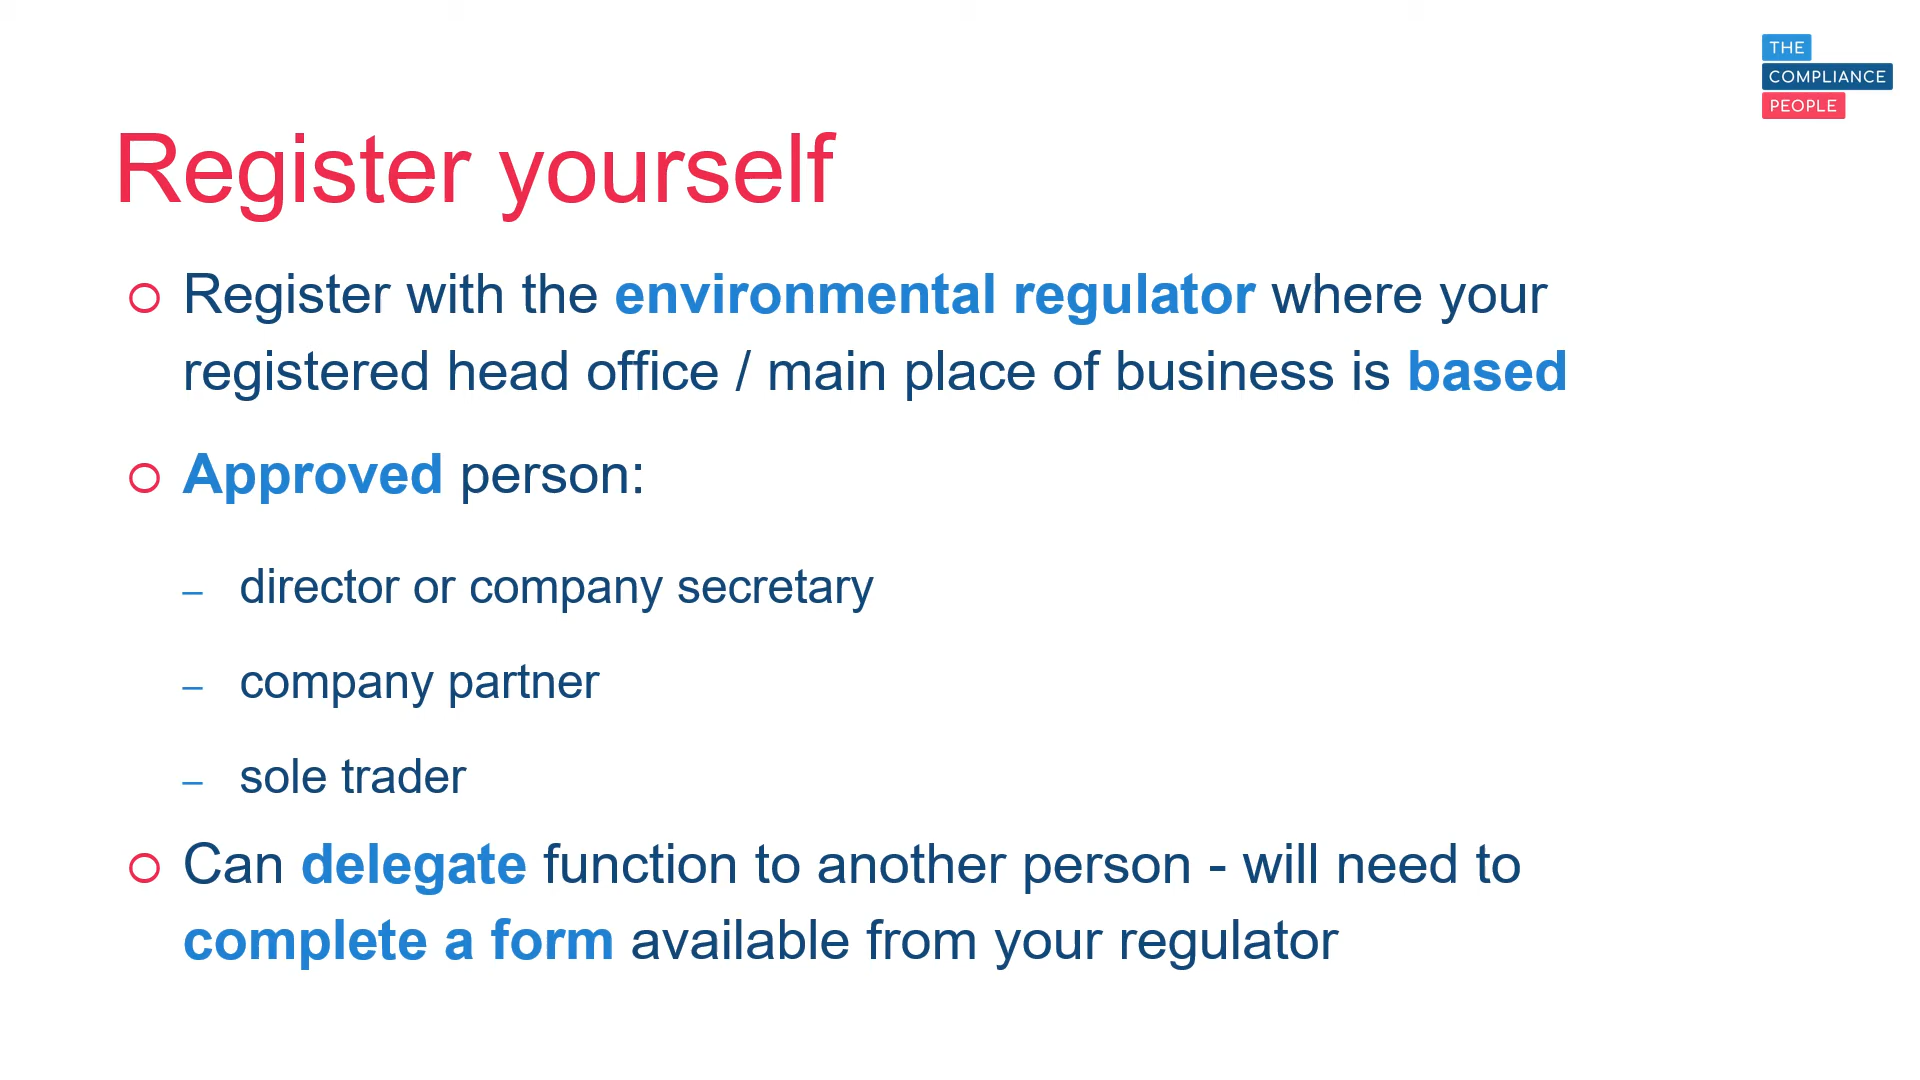 THE
COMPLIANCE
PEOPLE
Register yourself
Register with the environmental regulator where your
registered head office / main place of business is based
Approved person:
– director or company secretary
– company partner
– sole trader
Can delegate function to another person - will need to
complete a form available from your regulator